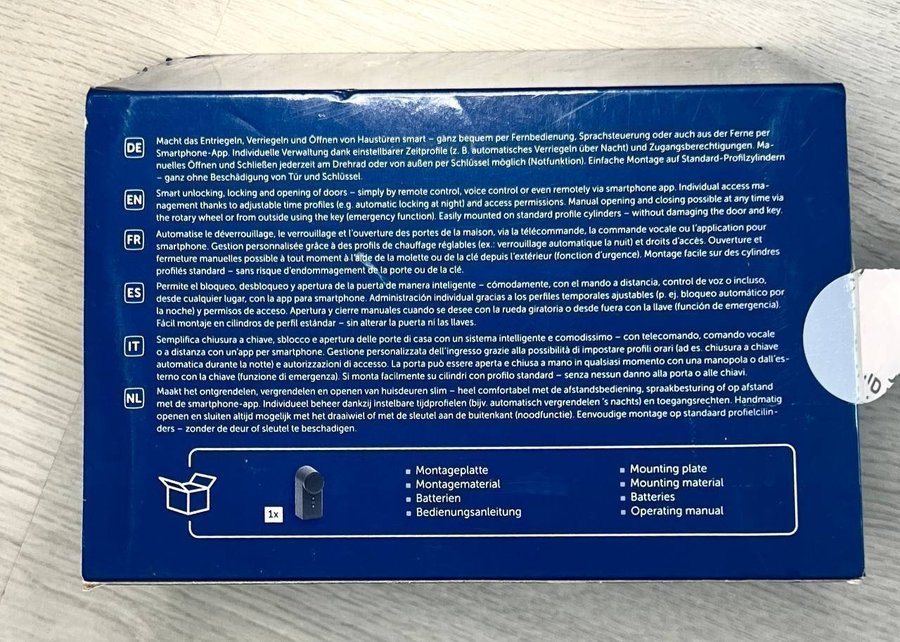 DE
Macht das Entriegeln, Verriegeln und Öffnen von Haustüren smart – ganz bequem per Fernbedienung, Sprachsteuerung oder auch aus der Ferne per
Smartphone-App. Individuelle Verwaltung dank einstellbarer Zeitprofile (z. B. automatisches Verriegeln über Nacht) und Zugangsberechtigungen. Ma-
nuelles Öffnen und Schließen jederzeit am Drehrad oder von außen per Schlüssel möglich (Notfunktion). Einfache Montage auf Standard-Profilzylindern
– ganz ohne Beschädigung von Tür und Schlüssel.
EN
Smart unlocking, locking and opening of doors – simply by remote control, voice control or even remotely via smartphone app. Individual access ma-
nagement thanks to adjustable time profiles (e.g. automatic locking at night) and access permissions. Manual opening and closing possible at any time via
the rotary wheel or from outside using the key (emergency function). Easily mounted on standard profile cylinders – without damaging the door and key.
FR
Automatise le déverrouillage, le verrouillage et l'ouverture des portes de la maison, via la télécommande, la commande vocale ou l'application pour
smartphone. Gestion personnalisée grâce à des profils de chauffage réglables (ex.: verrouillage automatique la nuit) et droits d'accès. Ouverture et
fermeture manuelles possible à tout moment à l'aide de la molette ou de la clé depuis l'extérieur (fonction d'urgence). Montage facile sur des cylindres
profilés standard – sans risque d'endommagement de la porte ou de la clé.
ES
Permite el bloqueo, desbloqueo y apertura de la puerta de manera inteligente – cómodamente, con el mando a distancia, control de voz o incluso,
desde cualquier lugar, con la app para smartphone. Administración individual gracias a los perfiles temporales ajustables (p. ej. bloqueo automático por
la noche) y permisos de acceso. Apertura y cierre manuales cuando se desee con la rueda giratoria o desde fuera con la llave (función de emergencia).
Fácil montaje en cilindros de perfil estándar – sin alterar la puerta ni las llaves.
IT
Semplifica chiusura a chiave, sblocco e apertura delle porte di casa con un sistema intelligente e comodissimo – con telecomando, comando vocale
o a distanza con un'app per smartphone. Gestione personalizzata dell'ingresso grazie alla possibilità di impostare profili orari (ad es. chiusura a chiave
automatica durante la notte) e autorizzazioni di accesso. La porta può essere aperta e chiusa a mano in qualsiasi momento con una manopola o dall'es-
terno con la chiave (funzione di emergenza). Si monta facilmente su cilindri con profilo standard – senza nessun danno alla porta o alle chiavi.
NL
Maakt het ontgrendelen, vergrendelen en openen van huisdeuren slim – heel comfortabel met de afstandsbediening, spraakbesturing of op afstand
met de smartphone-app. Individueel beheer dankzij instelbare tijdprofielen (bijv. automatisch vergrendelen 's nachts) en toegangsrechten. Handmatig
openen en sluiten altijd mogelijk met het draaiwiel of met de sleutel aan de buitenkant (noodfunctie). Eenvoudige montage op standaard profielcilin-
ders – zonder de deur of sleutel te beschadigen.
1x
▪ Montageplatte
▪ Montagematerial
▪ Batterien
▪ Bedienungsanleitung
▪ Mounting plate
▪ Mounting material
▪ Batteries
▪ Operating manual